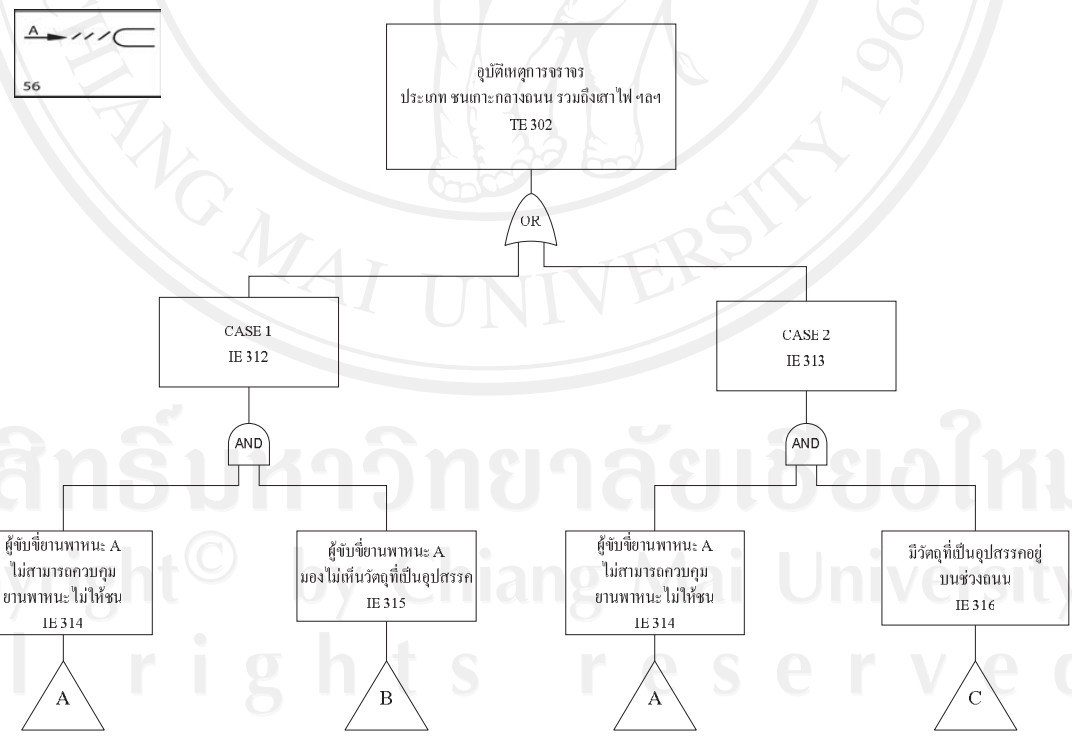 A
56
อุบัติเหตุการจราจร
ประเภท ชนเกาะกลางถนน รวมถึงเสาไฟ ฯลฯ
TE 302
OR
CASE 1
IE 312
CASE 2
IE 313
AND
AND
ผู้ขับขี่ยานพาหนะ A
ไม่สามารถควบคุม
ยานพาหนะ ไม่ให้ชน
IE 314
ผู้ขับขี่ยานพาหนะ A
มองไม่เห็นวัตถุที่เป็นอุปสรรค
IE 315
ผู้ขับขี่ยานพาหนะ A
ไม่สามารถควบคุม
ยานพาหนะ ไม่ให้ชน
IE 314
มีวัตถุที่เป็นอุปสรรคอยู่
บนช่วงถนน
IE 316
A
B
A
C
CHIANG MAI UNIVERSITY 1964
สิทธิ์มหาวิทยาลัยเชียงใหม่
© by Chiang Mai University
rights reserved